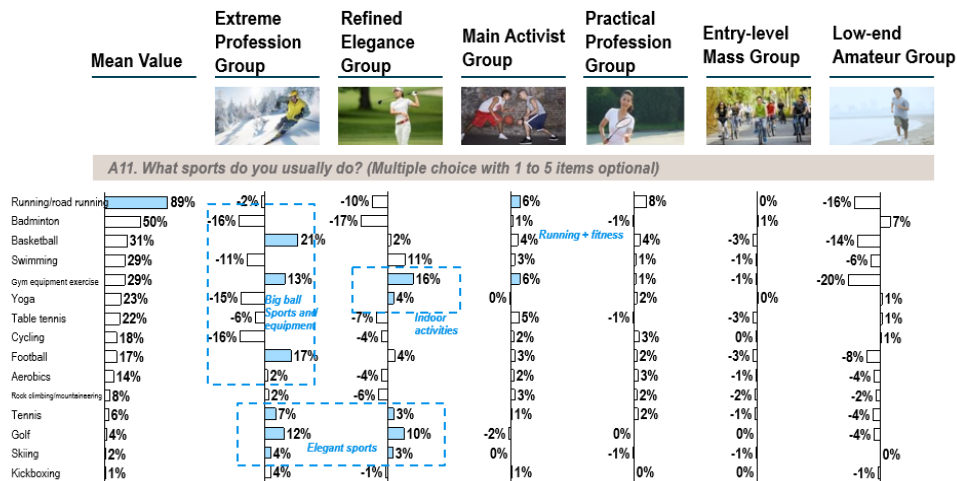 Mean Value
Extreme
Profession
Group
Refined
Elegance
Group
Main Activist
Group
Practical
Profession
Group
Entry-level
Mass Group
Low-end
Amateur Group
A11. What sports do you usually do? (Multiple choice with 1 to 5 items optional)
Running/road running 89% -2% -10% 6% 8% 0% -16%
Badminton 50% -16% -17% 1% -1% 1% 7%
Basketball 31% 21% 2% 4% 4% -3% -14%
Running + fitness
Swimming 29% -11% 11% 3% 1% -1% -6%
Gym equipment exercise 29% 13% 16% 6% 1% -1% -20%
Yoga 23% -15% 4% 0% 2% 0% 1%
Big ball
Sports and
equipment
Table tennis 22% -6% -7% 5% -1% -3% 1%
Indoor
activities
Cycling 18% -16% -4% 2% 3% 0% 1%
Football 17% 17% 4% 3% 2% -3% -8%
Aerobics 14% 2% -4% 2% 3% -1% -4%
Rock climbing/mountaineering 8% 2% -6% 3% 2% -2% -2%
Tennis 6% 7% 3% 1% 2% -1% -4%
Golf 4% 12% 10% -2% 0% 0% -4%
Elegant sports
Skiing 2% 4% 3% 0% -1% -1% 0%
Kickboxing 1% 4% -1% 1% 0% 0% -1%